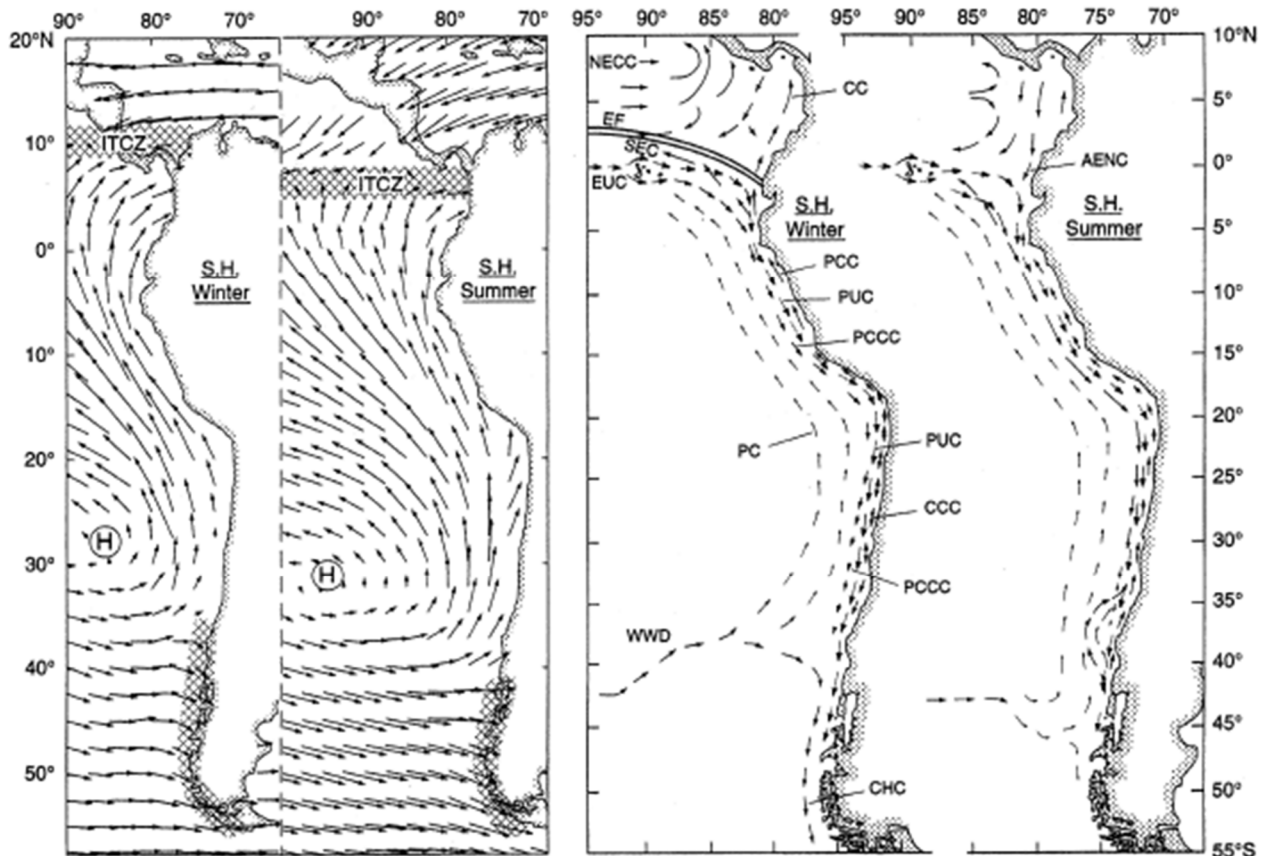 90° 80° 70° 90° 80° 70°
20°N
10°
0°
10°
20°
30°
40°
50°
ITCZ
ITCZ
S.H.
Winter
S.H.
Summer
H
H
95° 90° 85° 80° 95° 90° 85° 80° 75° 70°
10°N
5°
0°
5°
10°
15°
20°
25°
30°
35°
40°
45°
50°
55°S
NECC
CC
EF
SEC
EUC
AENC
S.H.
Winter
S.H.
Summer
PCC
PUC
PCCC
PC
PUC
CCC
PCCC
WWD
CHC